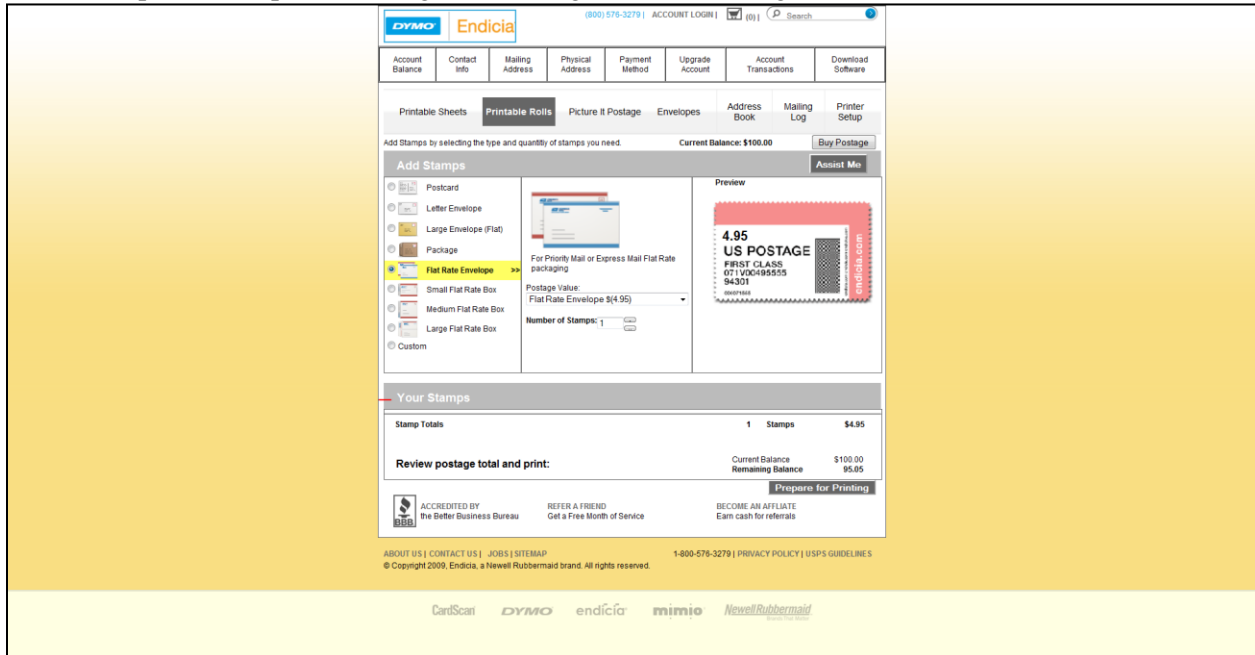 (800) 576-3279 | ACCOUNT LOGIN | (0) | Search
DYMO Endicia
Account Balance
Contact Info
Mailing Address
Physical Address
Payment Method
Upgrade Account
Account Transactions
Download Software
Printable Sheets
Printable Rolls
Picture It Postage
Envelopes
Address Book
Mailing Log
Printer Setup
Add Stamps by selecting the type and quantitiy of stamps you need.
Current Balance: $100.00
Buy Postage
Add Stamps
Assist Me
Postcard
Letter Envelope
Large Envelope (Flat)
Package
Flat Rate Envelope >>
Small Flat Rate Box
Medium Flat Rate Box
Large Flat Rate Box
Custom
For Priority Mail or Express Mail Flat Rate
packaging
Postage Value:
Flat Rate Envelope $(4.95)
Number of Stamps: 1
Preview
4.95
US POSTAGE
FIRST CLASS
071V00495555
94301
endicia.com
Your Stamps
Stamp Totals 1 Stamps $4.95
Current Balance $100.00
Review postage total and print:
Remaining Balance 95.05
Prepare for Printing
BBB
ACCREDITED BY
the Better Business Bureau
REFER A FRIEND
Get a Free Month of Service
BECOME AN AFFLIATE
Earn cash for referrals
ABOUT US | CONTACT US | JOBS | SITEMAP
1-800-576-3279 | PRIVACY POLICY | USPS GUIDELINES
© Copyright 2009, Endicia, a Newell Rubbermaid brand. All rights reserved.
CardScan DYMO endicia mimio Newell Rubbermaid